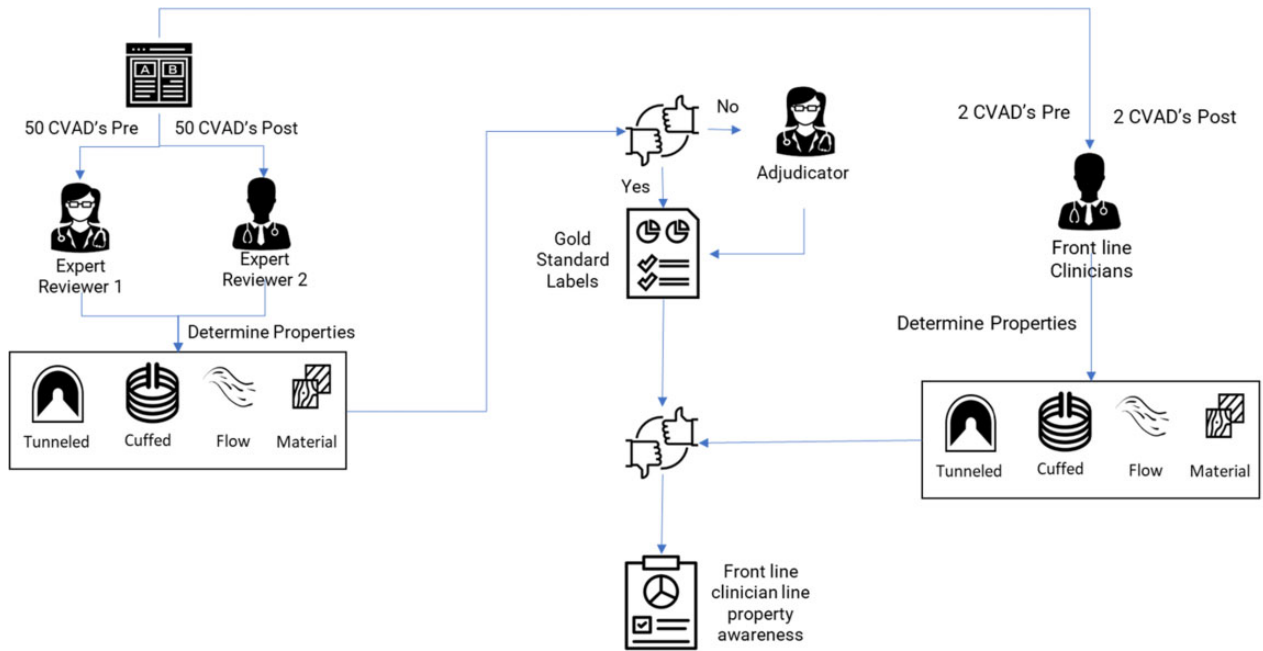 A B
50 CVAD's Pre
50 CVAD's Post
Expert
Reviewer 1
Expert
Reviewer 2
Determine Properties
Tunneled
Cuffed
Flow
Material
No
Adjudicator
Yes
Gold
Standard
Labels
2 CVAD's Pre
2 CVAD's Post
Front line
Clinicians
Determine Properties
Tunneled
Cuffed
Flow
Material
Front line
clinician line
property
awareness